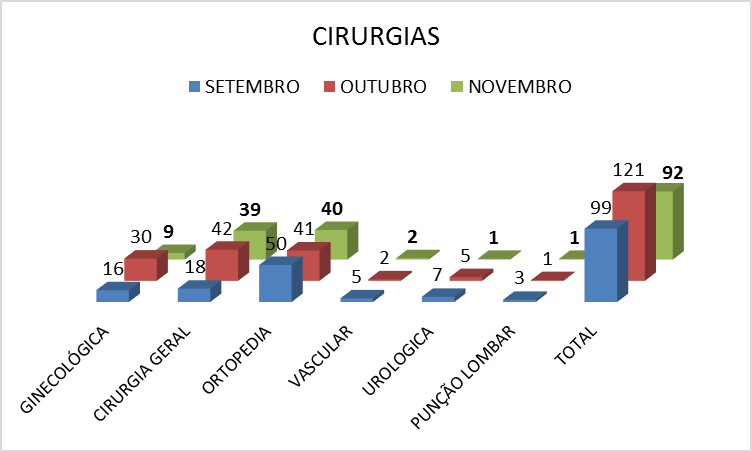 CIRURGIAS
SETEMBRO OUTUBRO NOVEMBRO
16 30 9
18 42 39
50 41 40
5 2 2
7 5 1
3 1 1
99 121 92
GINECOLÓGICA
CIRURGIA GERAL
ORTOPEDIA
VASCULAR
UROLOGICA
PUNÇÃO LOMBAR
TOTAL